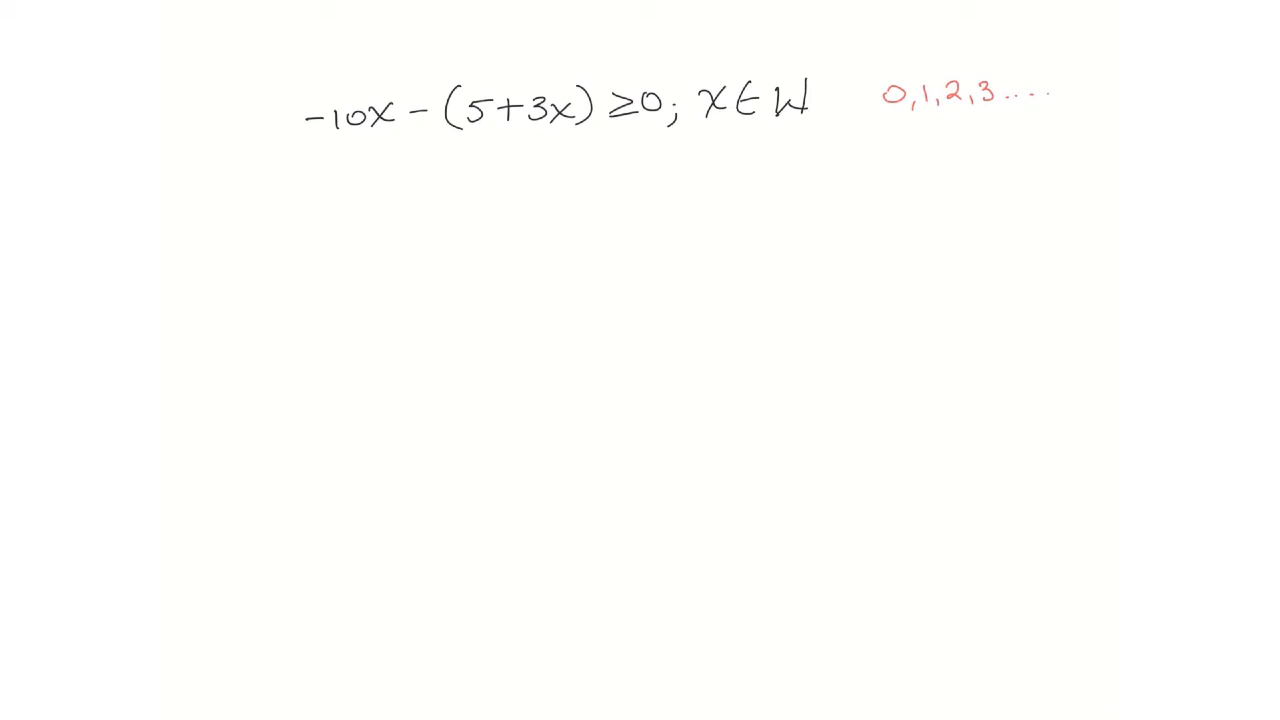 -10x - (5+3x) ≥0; x∈W 0,1,2,3....